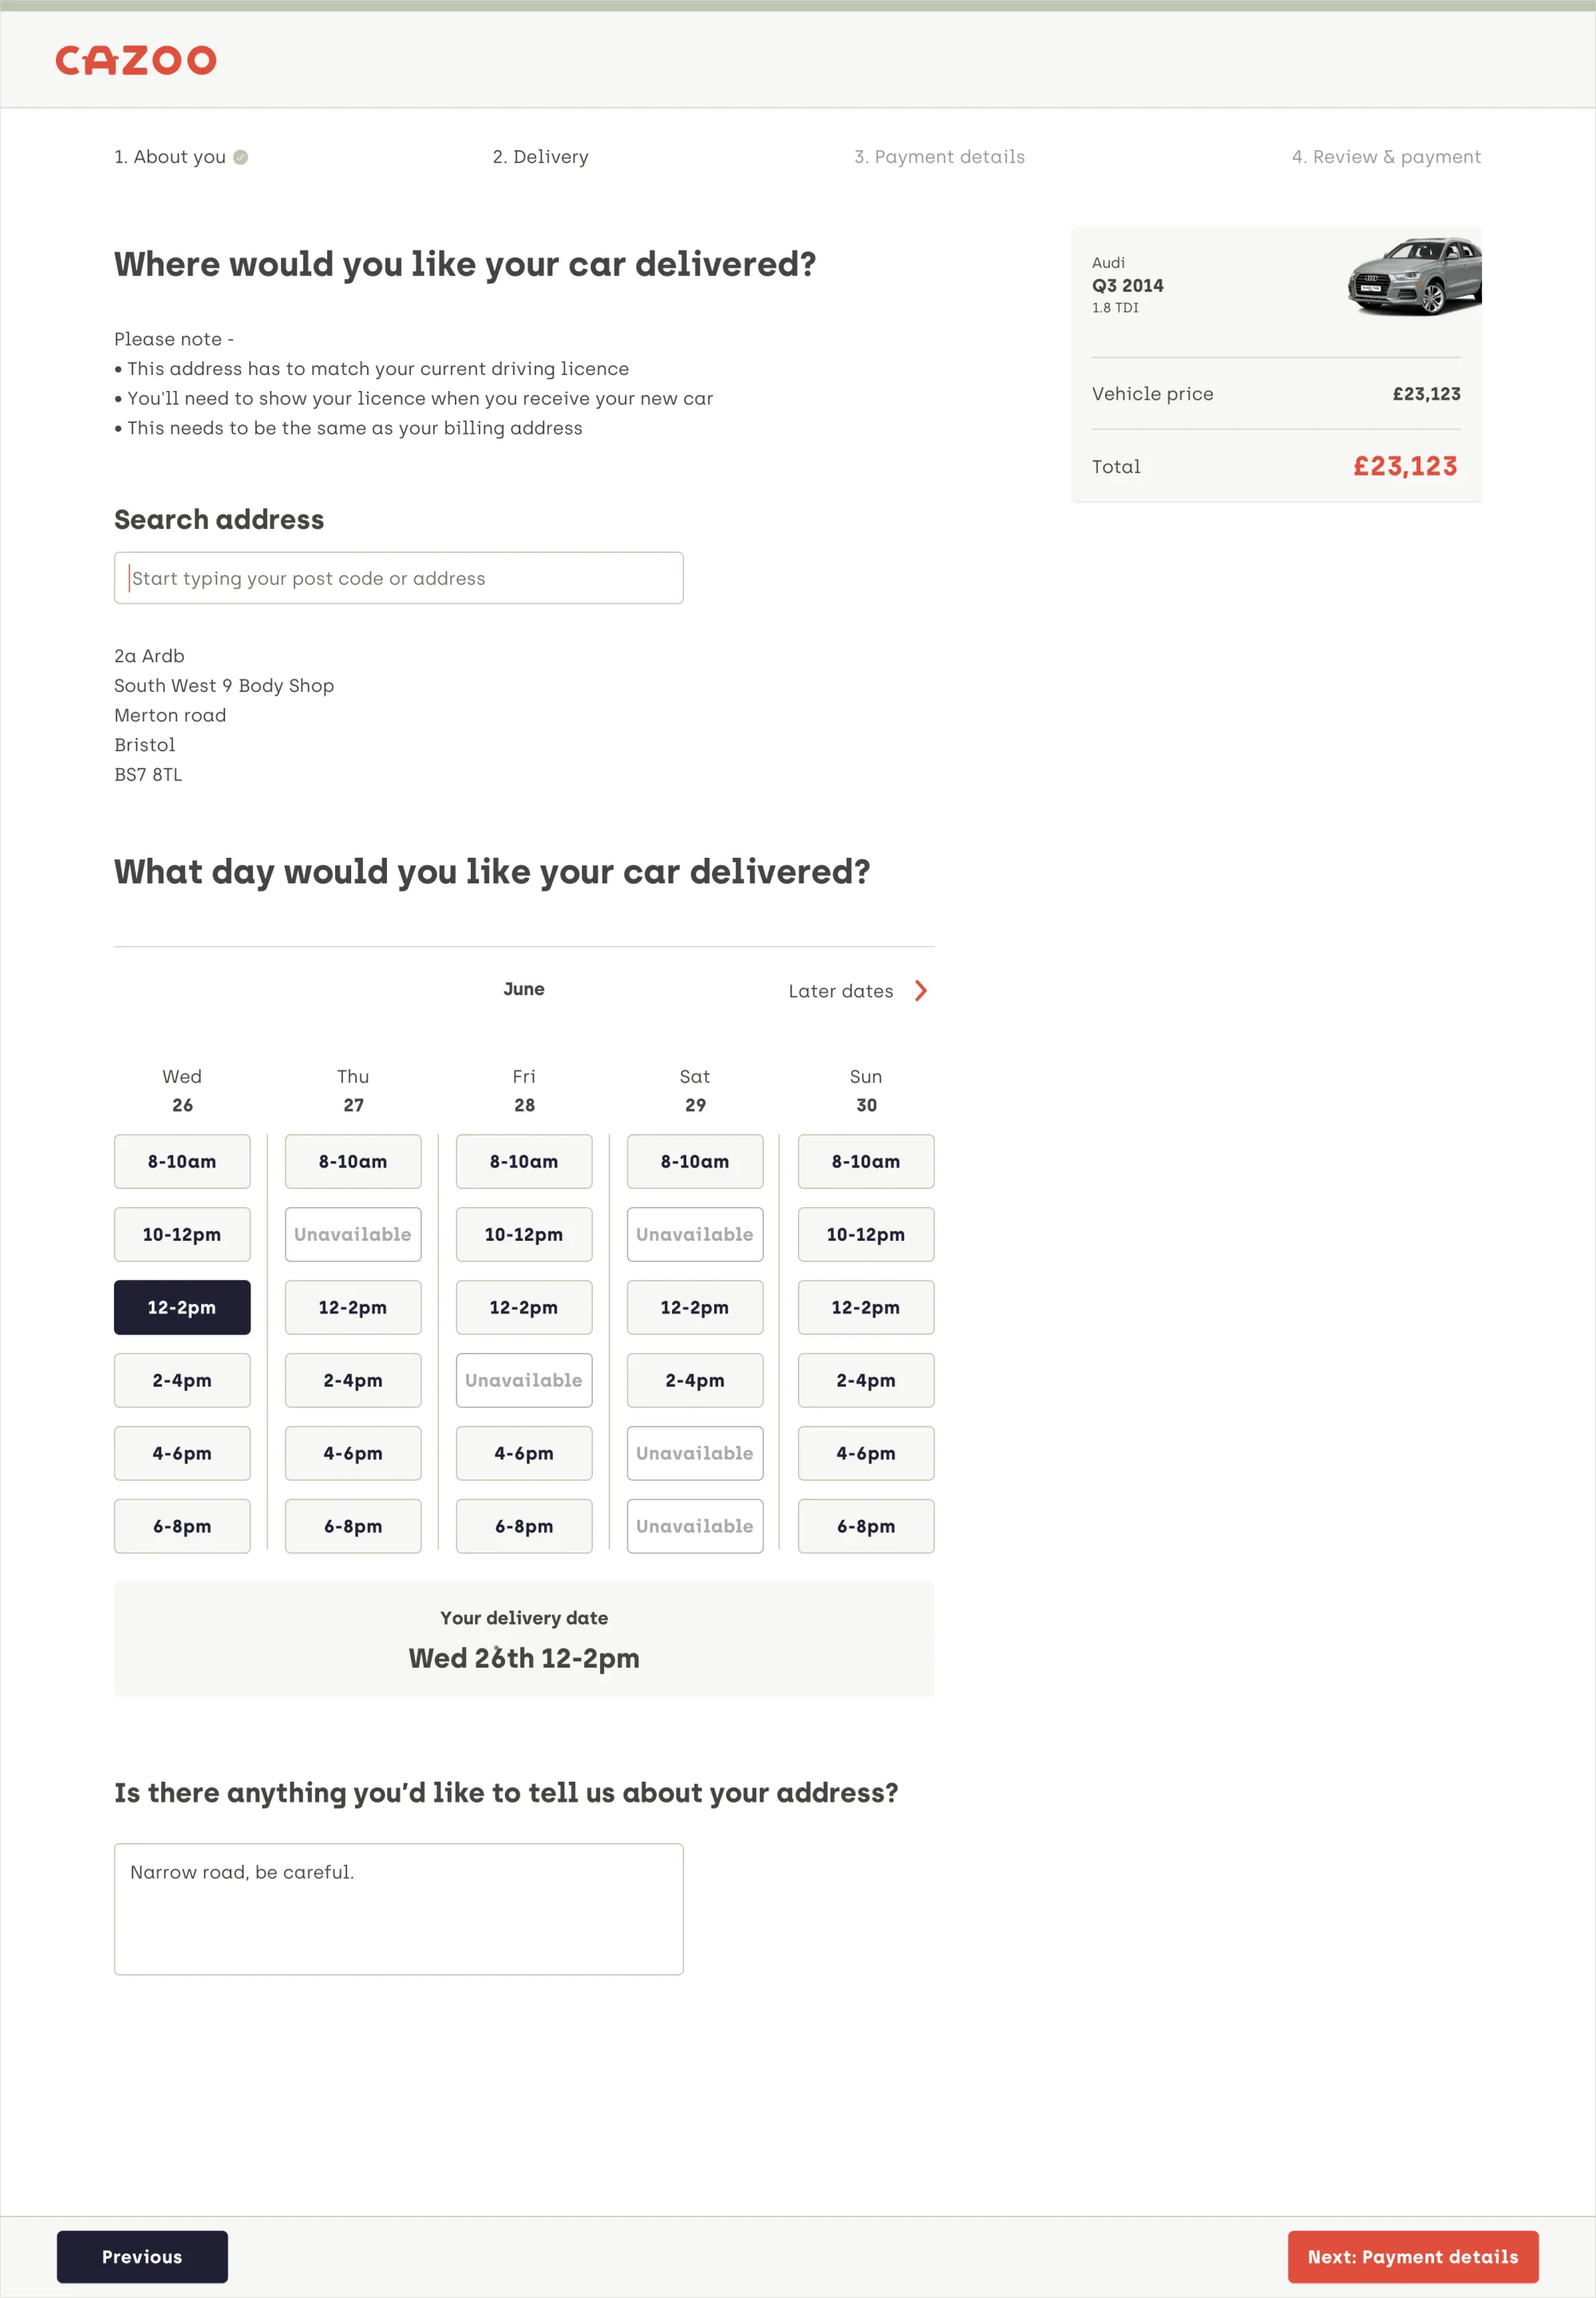 CAZOO
1. About you
2. Delivery
3. Payment details
4. Review & payment
Where would you like your car delivered?
Please note -
• This address has to match your current driving licence
• You'll need to show your licence when you receive your new car
• This needs to be the same as your billing address
Audi
Q3 2014
1.8 TDI
Vehicle price £23,123
Total £23,123
Search address
Start typing your post code or address
2a Ardb
South West 9 Body Shop
Merton road
Bristol
BS7 8TL
What day would you like your car delivered?
June
Later dates
Wed Thu Fri Sat Sun
26 27 28 29 30
8-10am 8-10am 8-10am 8-10am 8-10am
10-12pm Unavailable 10-12pm Unavailable 10-12pm
12-2pm 12-2pm 12-2pm 12-2pm 12-2pm
2-4pm 2-4pm Unavailable 2-4pm 2-4pm
4-6pm 4-6pm 4-6pm Unavailable 4-6pm
6-8pm 6-8pm 6-8pm Unavailable 6-8pm
Your delivery date
Wed 26th 12-2pm
Is there anything you’d like to tell us about your address?
Narrow road, be careful.
Previous
Next: Payment details